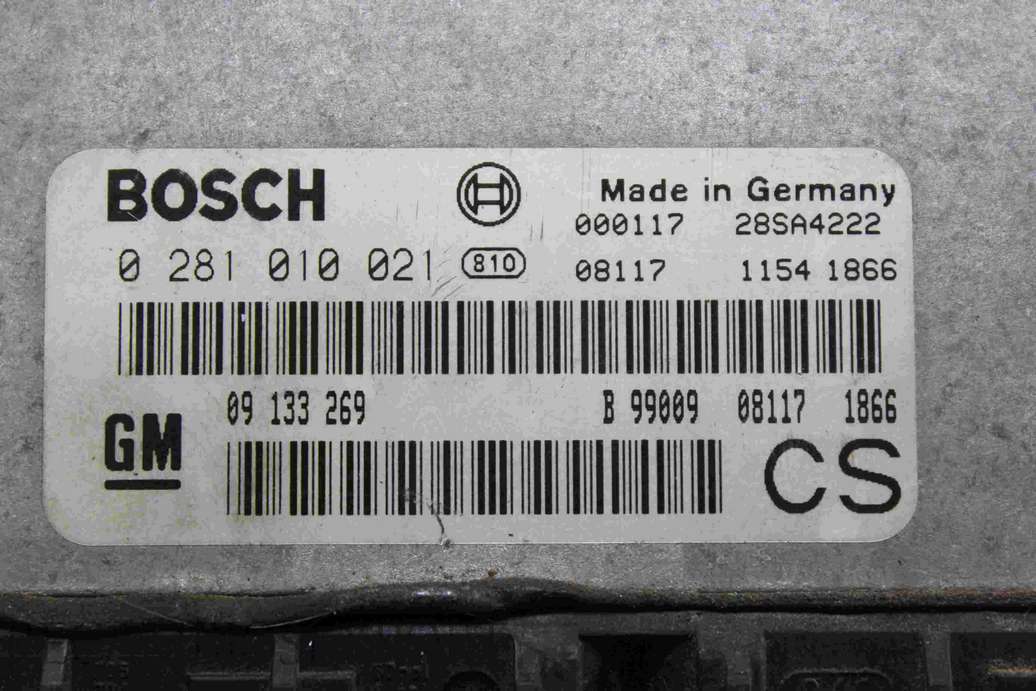 BOSCH Made in Germany
000117 28SA4222
0 281 010 021 810 08117 1154 1866
09 133 269 B 99009 08117 1866
GM CS